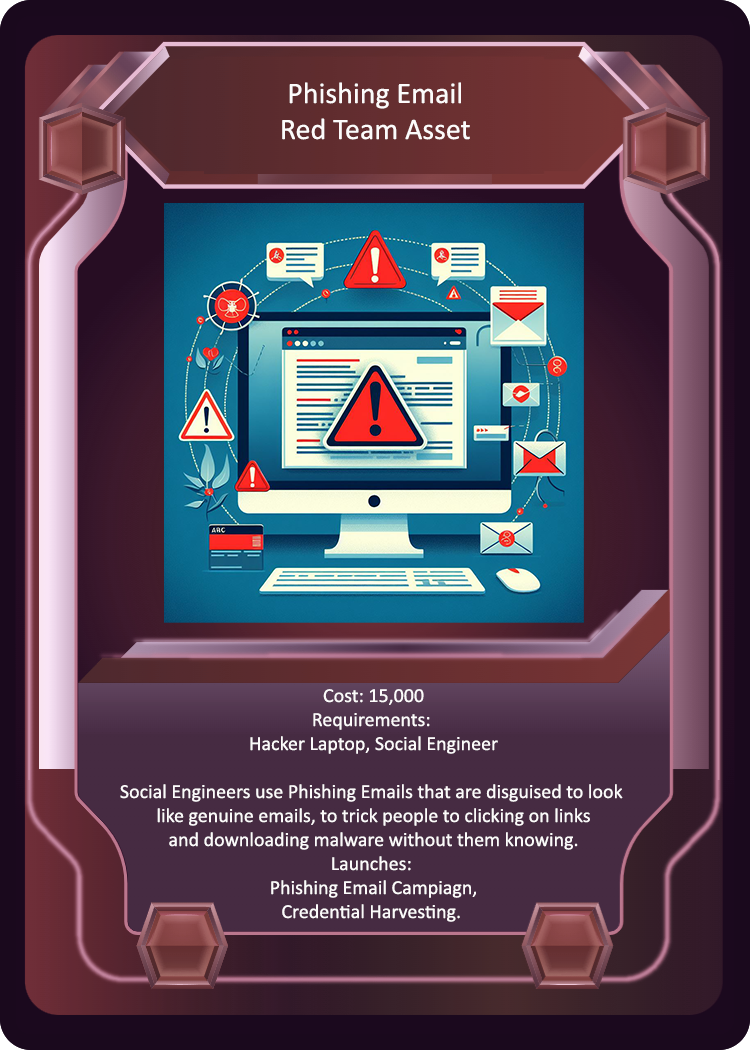 Phishing Email
Red Team Asset
ARC
Cost: 15,000
Requirements:
Hacker Laptop, Social Engineer
Social Engineers use Phishing Emails that are disguised to look
like genuine emails, to trick people to clicking on links
and downloading malware without them knowing.
Launches:
Phishing Email Campiagn,
Credential Harvesting.